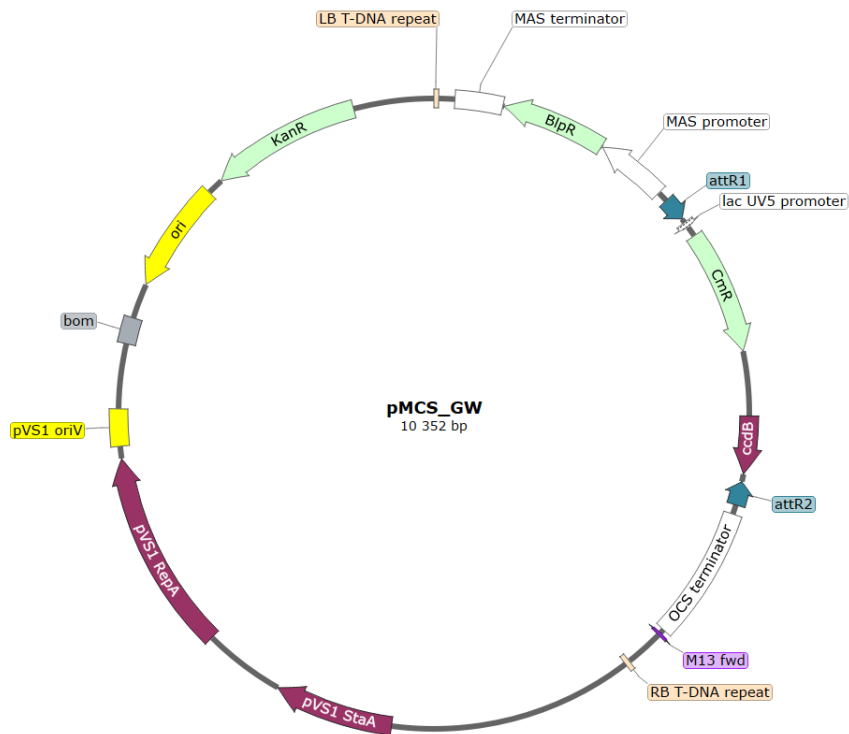 LB T-DNA repeat
MAS terminator
KanR
BlpR
MAS promoter
attR1
lac UV5 promoter
ori
CmR
bom
pMCS_GW
10 352 bp
pVS1 oriV
ccdB
attR2
OCS terminator
pVS1 RepA
M13 fwd
RB T-DNA repeat
pVS1 StaA